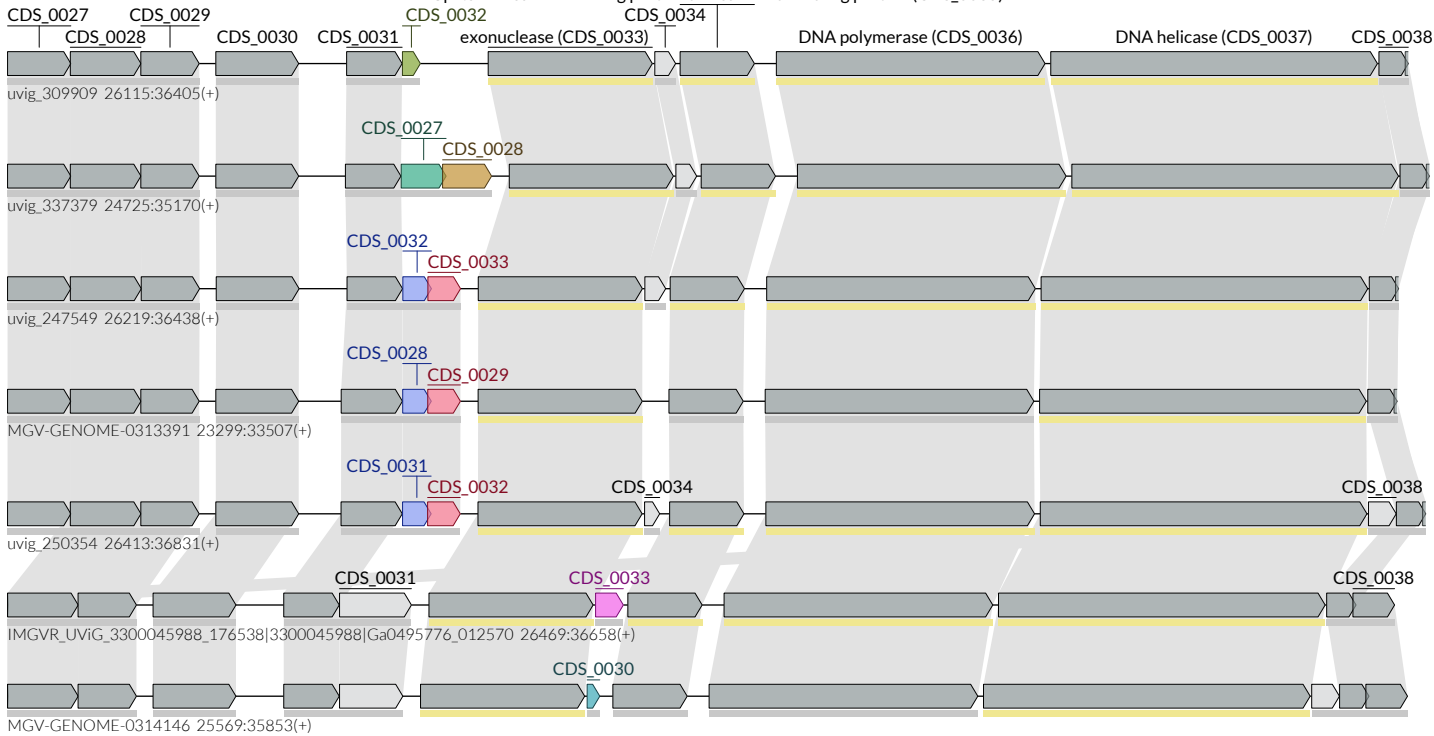 CDS_0027 CDS_0029 CDS_0032 CDS_0034
CDS_0028 CDS_0030 CDS_0031 exonuclease (CDS_0033) DNA polymerase (CDS_0036) DNA helicase (CDS_0037) CDS_0038
uvig_309909 26115:36405(+)
CDS_0027
CDS_0028
uvig_337379 24725:35170(+)
CDS_0032
CDS_0033
uvig_247549 26219:36438(+)
CDS_0028
CDS_0029
MGV-GENOME-0313391 23299:33507(+)
CDS_0031
CDS_0032 CDS_0034 CDS_0038
uvig_250354 26413:36831(+)
CDS_0031 CDS_0033 CDS_0038
IMGVR_UViG_3300045988_176538|3300045988|Ga0495776_012570 26469:36658(+)
CDS_0030
MGV-GENOME-0314146 25569:35853(+)